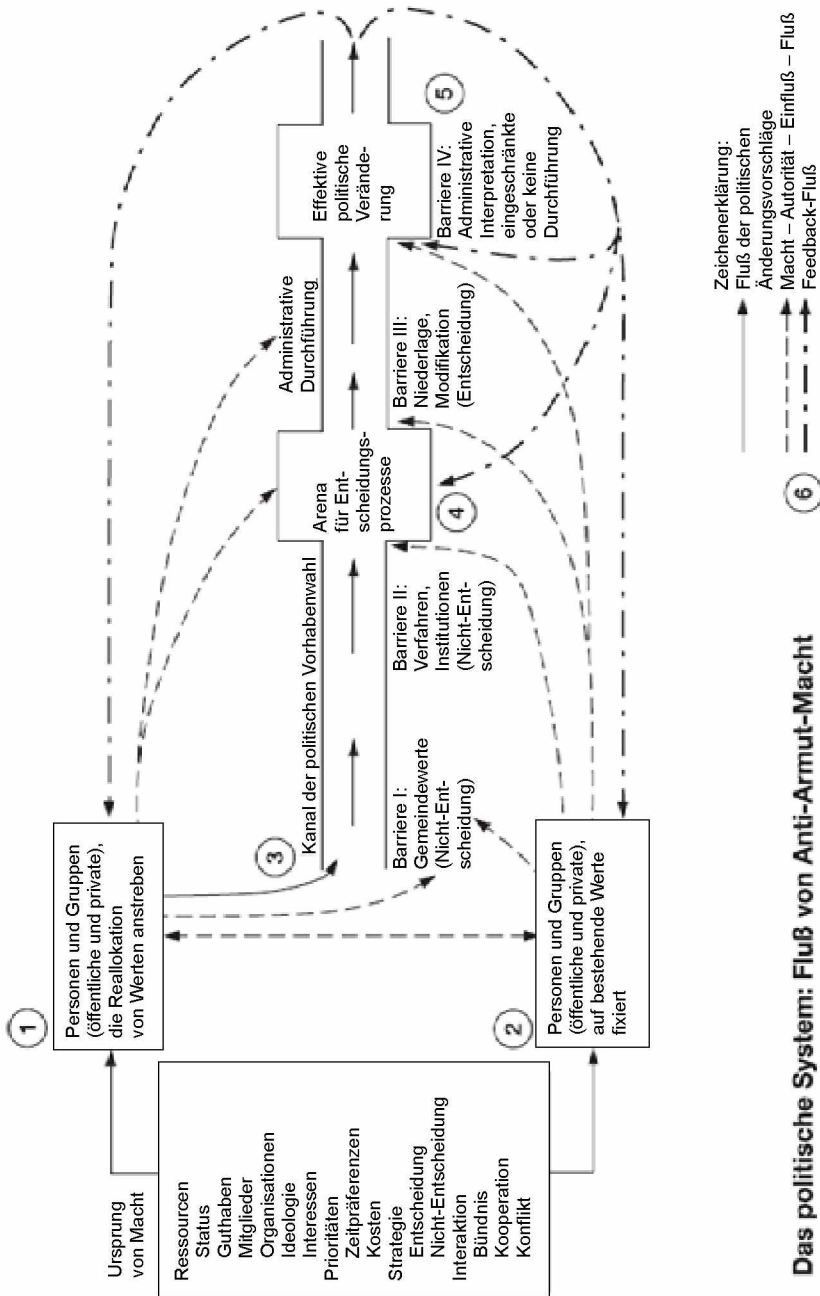 Ursprung
von Macht
Ressourcen
Status
Guthaben
Mitglieder
Organisationen
Ideologie
Interessen
Prioritäten
Zeitpräferenzen
Kosten
Strategie
Entscheidung
Nicht-Entscheidung
Interaktion
Bündnis
Kooperation
Konflikt
1
Personen und Gruppen
(öffentliche und private),
die Reallokation
von Werten anstreben
2
Personen und Gruppen
(öffentliche und private),
auf bestehende Werte
fixiert
3
Kanal der politischen Vorhabenwahl
Barriere I:
Gemeindewerte
(Nicht-Ent-
scheidung)
Barriere II:
Verfahren,
Institutionen
(Nicht-Ent-
scheidung)
Arena
für Ent-
scheidungs-
prozesse
4
Administrative
Durchführung
Barriere III:
Niederlage,
Modifikation
(Entscheidung)
Effektive
politische
Verände-
rung
Barriere IV:
Administrative
Interpretation,
eingeschränkte
oder keine
Durchführung
5
Zeichenerklärung:
Fluß der politischen
Änderungsvorschläge
Macht – Autorität – Einfluß – Fluß
Feedback-Fluß
6
Das politische System: Fluß von Anti-Armut-Macht